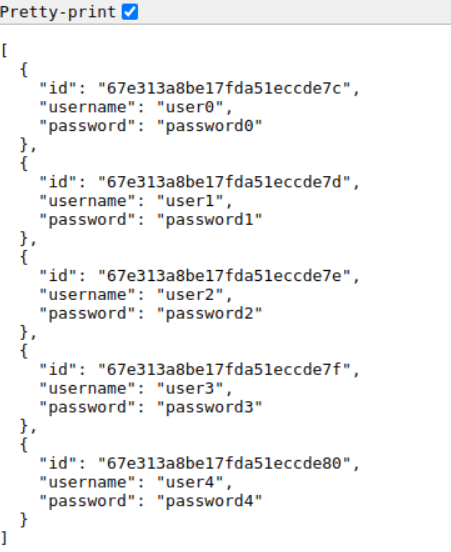 Pretty-print
[
  {
    "id": "67e313a8be17fda51eccde7c",
    "username": "user0",
    "password": "password0"
  },
  {
    "id": "67e313a8be17fda51eccde7d",
    "username": "user1",
    "password": "password1"
  },
  {
    "id": "67e313a8be17fda51eccde7e",
    "username": "user2",
    "password": "password2"
  },
  {
    "id": "67e313a8be17fda51eccde7f",
    "username": "user3",
    "password": "password3"
  },
  {
    "id": "67e313a8be17fda51eccde80",
    "username": "user4",
    "password": "password4"
  }
]